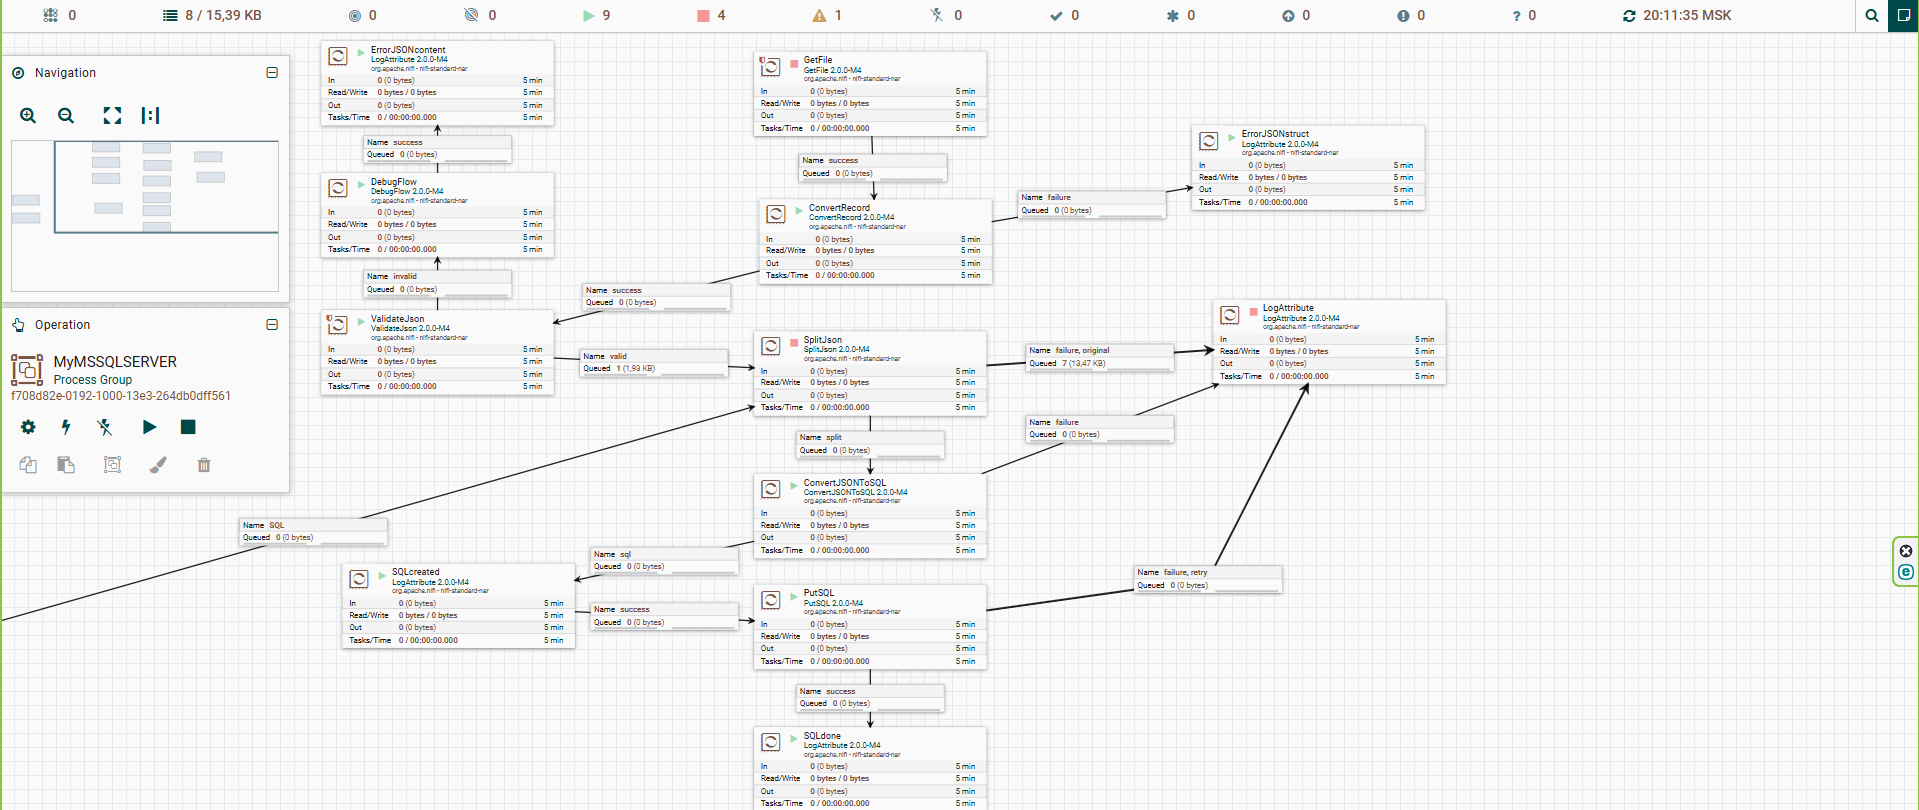 0
8 / 15,39 KB
0
0
9
4
1
0
0
0
0
0
? 0
20:11:35 MSK
Navigation
Operation
MyMSSQLSERVER
Process Group
f708d82e-0192-1000-13e3-264db0dff561
ErrorJSONcontent
LogAttribute 2.0.0-M4
org.apache.nifi - nifi-standard-nar
In 0 (0 bytes) 5 min
Read/Write 0 bytes / 0 bytes 5 min
Out 0 (0 bytes) 5 min
Tasks/Time 0 / 00:00:00.000 5 min
Name success
Queued 0 (0 bytes)
DebugFlow
DebugFlow 2.0.0-M4
org.apache.nifi - nifi-standard-nar
In 0 (0 bytes) 5 min
Read/Write 0 bytes / 0 bytes 5 min
Out 0 (0 bytes) 5 min
Tasks/Time 0 / 00:00:00.000 5 min
Name invalid
Queued 0 (0 bytes)
ValidateJson
ValidateJson 2.0.0-M4
org.apache.nifi - nifi-standard-nar
In 0 (0 bytes) 5 min
Read/Write 0 bytes / 0 bytes 5 min
Out 0 (0 bytes) 5 min
Tasks/Time 0 / 00:00:00.000 5 min
GetFile
GetFile 2.0.0-M4
org.apache.nifi - nifi-standard-nar
In 0 (0 bytes) 5 min
Read/Write 0 bytes / 0 bytes 5 min
Out 0 (0 bytes) 5 min
Tasks/Time 0 / 00:00:00.000 5 min
Name success
Queued 0 (0 bytes)
ConvertRecord
ConvertRecord 2.0.0-M4
org.apache.nifi - nifi-standard-nar
In 0 (0 bytes) 5 min
Read/Write 0 bytes / 0 bytes 5 min
Out 0 (0 bytes) 5 min
Tasks/Time 0 / 00:00:00.000 5 min
Name failure
Queued 0 (0 bytes)
ErrorJSONstruct
LogAttribute 2.0.0-M4
org.apache.nifi - nifi-standard-nar
In 0 (0 bytes) 5 min
Read/Write 0 bytes / 0 bytes 5 min
Out 0 (0 bytes) 5 min
Tasks/Time 0 / 00:00:00.000 5 min
Name success
Queued 0 (0 bytes)
Name valid
Queued 1 (1,93 KB)
SplitJson
SplitJson 2.0.0-M4
org.apache.nifi - nifi-standard-nar
In 0 (0 bytes) 5 min
Read/Write 0 bytes / 0 bytes 5 min
Out 0 (0 bytes) 5 min
Tasks/Time 0 / 00:00:00.000 5 min
Name failure, original
Queued 7 (13,47 KB)
LogAttribute
LogAttribute 2.0.0-M4
org.apache.nifi - nifi-standard-nar
In 0 (0 bytes) 5 min
Read/Write 0 bytes / 0 bytes 5 min
Out 0 (0 bytes) 5 min
Tasks/Time 0 / 00:00:00.000 5 min
Name failure
Queued 0 (0 bytes)
Name split
Queued 0 (0 bytes)
ConvertJSONToSQL
ConvertJSONToSQL 2.0.0-M4
org.apache.nifi - nifi-standard-nar
In 0 (0 bytes) 5 min
Read/Write 0 bytes / 0 bytes 5 min
Out 0 (0 bytes) 5 min
Tasks/Time 0 / 00:00:00.000 5 min
Name SQL
Queued 0 (0 bytes)
Name sql
Queued 0 (0 bytes)
SQLcreated
LogAttribute 2.0.0-M4
org.apache.nifi - nifi-standard-nar
In 0 (0 bytes) 5 min
Read/Write 0 bytes / 0 bytes 5 min
Out 0 (0 bytes) 5 min
Tasks/Time 0 / 00:00:00.000 5 min
Name success
Queued 0 (0 bytes)
PutSQL
PutSQL 2.0.0-M4
org.apache.nifi - nifi-standard-nar
In 0 (0 bytes) 5 min
Read/Write 0 bytes / 0 bytes 5 min
Out 0 (0 bytes) 5 min
Tasks/Time 0 / 00:00:00.000 5 min
Name failure, retry
Queued 0 (0 bytes)
Name success
Queued 0 (0 bytes)
SQLdone
LogAttribute 2.0.0-M4
org.apache.nifi - nifi-standard-nar
In 0 (0 bytes) 5 min
Read/Write 0 bytes / 0 bytes 5 min
Out 0 (0 bytes) 5 min
Tasks/Time 0 / 00:00:00.000 5 min